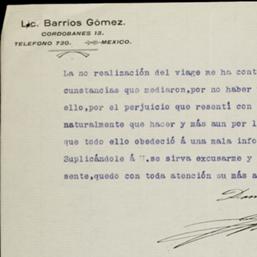 Lic. Barrios Gómez.
CORDOBANES 13.
TELEFONO 730. MEXICO.
La no realización del viage me ha cont
cunstancias que mediaron,por no haber
ello,por el perjuicio que resentí con
naturalmente que hacer y más aun por l
que todo ello obedeció á una mala info
Suplicándole á V.se sirva excusarme y
sente,quedo con toda atención su más a